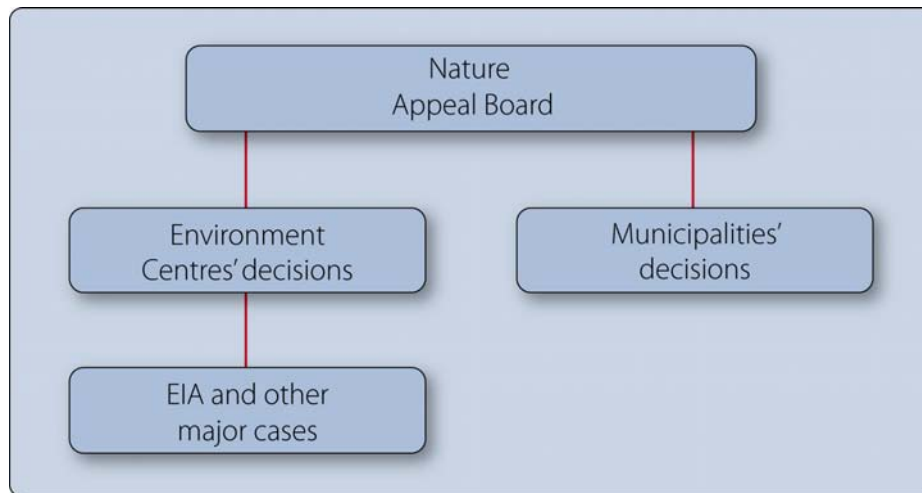 Nature
Appeal Board
Environment
Centres’ decisions
Municipalities’
decisions
EIA and other
major cases